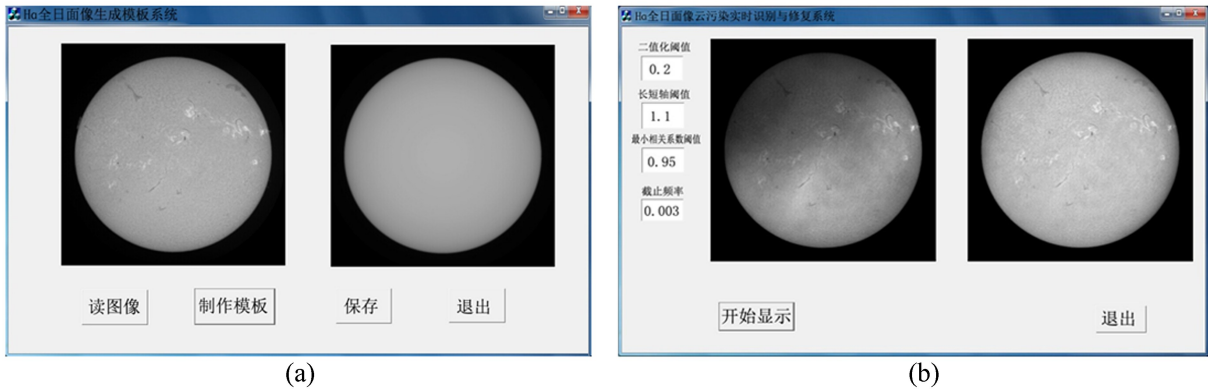 Hα全日面像生成模板系统
读图像
制作模板
保存
退出
(a)
Hα全日面像云污染实时识别与修复系统
二值化阈值
0.2
长短轴阈值
1.1
最小相关系数阈值
0.95
截止频率
0.003
开始显示
退出
(b)